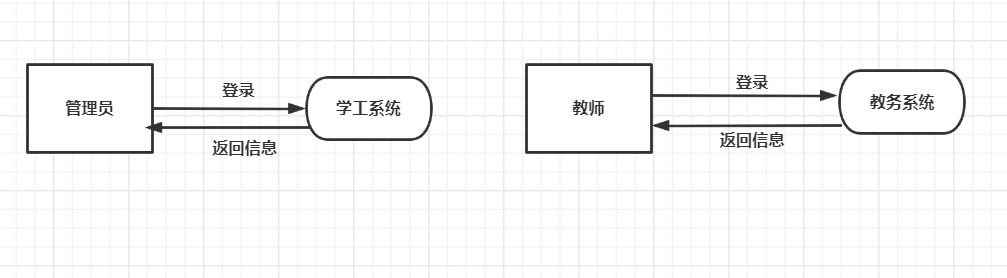 管理员
登录
学工系统
返回信息
教师
登录
教务系统
返回信息